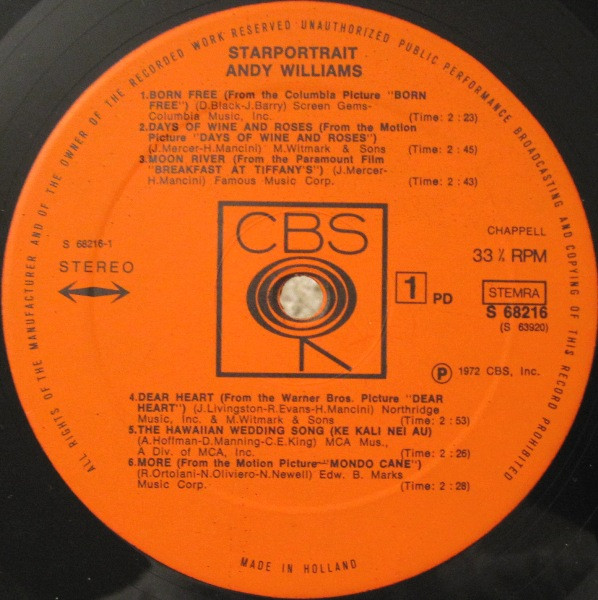 ALL RIGHTS OF THE MANUFACTURER AND OF THE OWNER OF THE RECORDED WORK RESERVED UNAUTHORIZED PUBLIC PERFORMANCE BROADCASTING AND COPYING OF THIS RECORD PROHIBITED
STARPORTRAIT
ANDY WILLIAMS
1.BORN FREE (From the Columbia Picture "BORN
FREE") (D.Black-J.Barry) Screen Gems-
Columbia Music, Inc. (Time: 2 : 23)
2.DAYS OF WINE AND ROSES (From the Motion
Picture "DAYS OF WINE AND ROSES")
(J.Mercer-H.Mancini) M.Witmark & Sons (Time: 2 : 45)
3.MOON RIVER (From the Paramount Film
"BREAKFAST AT TIFFANY'S") (J.Mercer-
H.Mancini) Famous Music Corp. (Time: 2 : 43)
CBS
S 68216-1
STEREO
CHAPPELL
33 ⅓ RPM
1 PD
STEMRA
S 68216
(S 63920)
Ⓟ 1972 CBS, Inc.
4.DEAR HEART (From the Warner Bros. Picture "DEAR
HEART") (J.Livingston-R.Evans-H.Mancini) Northridge
Music, Inc. & M.Witmark & Sons (Time: 2 : 53)
5.THE HAWAIIAN WEDDING SONG (KE KALI NEI AU)
(A.Hoffman-D.Manning-C.E.King) MCA Mus.,
A Div. of MCA, Inc. (Time: 2 : 26)
6.MORE (From the Motion Picture-"MONDO CANE")
(R.Ortolani-N.Oliviero-N.Newell) Edw. B. Marks
Music Corp. (Time: 2 : 28)
MADE IN HOLLAND